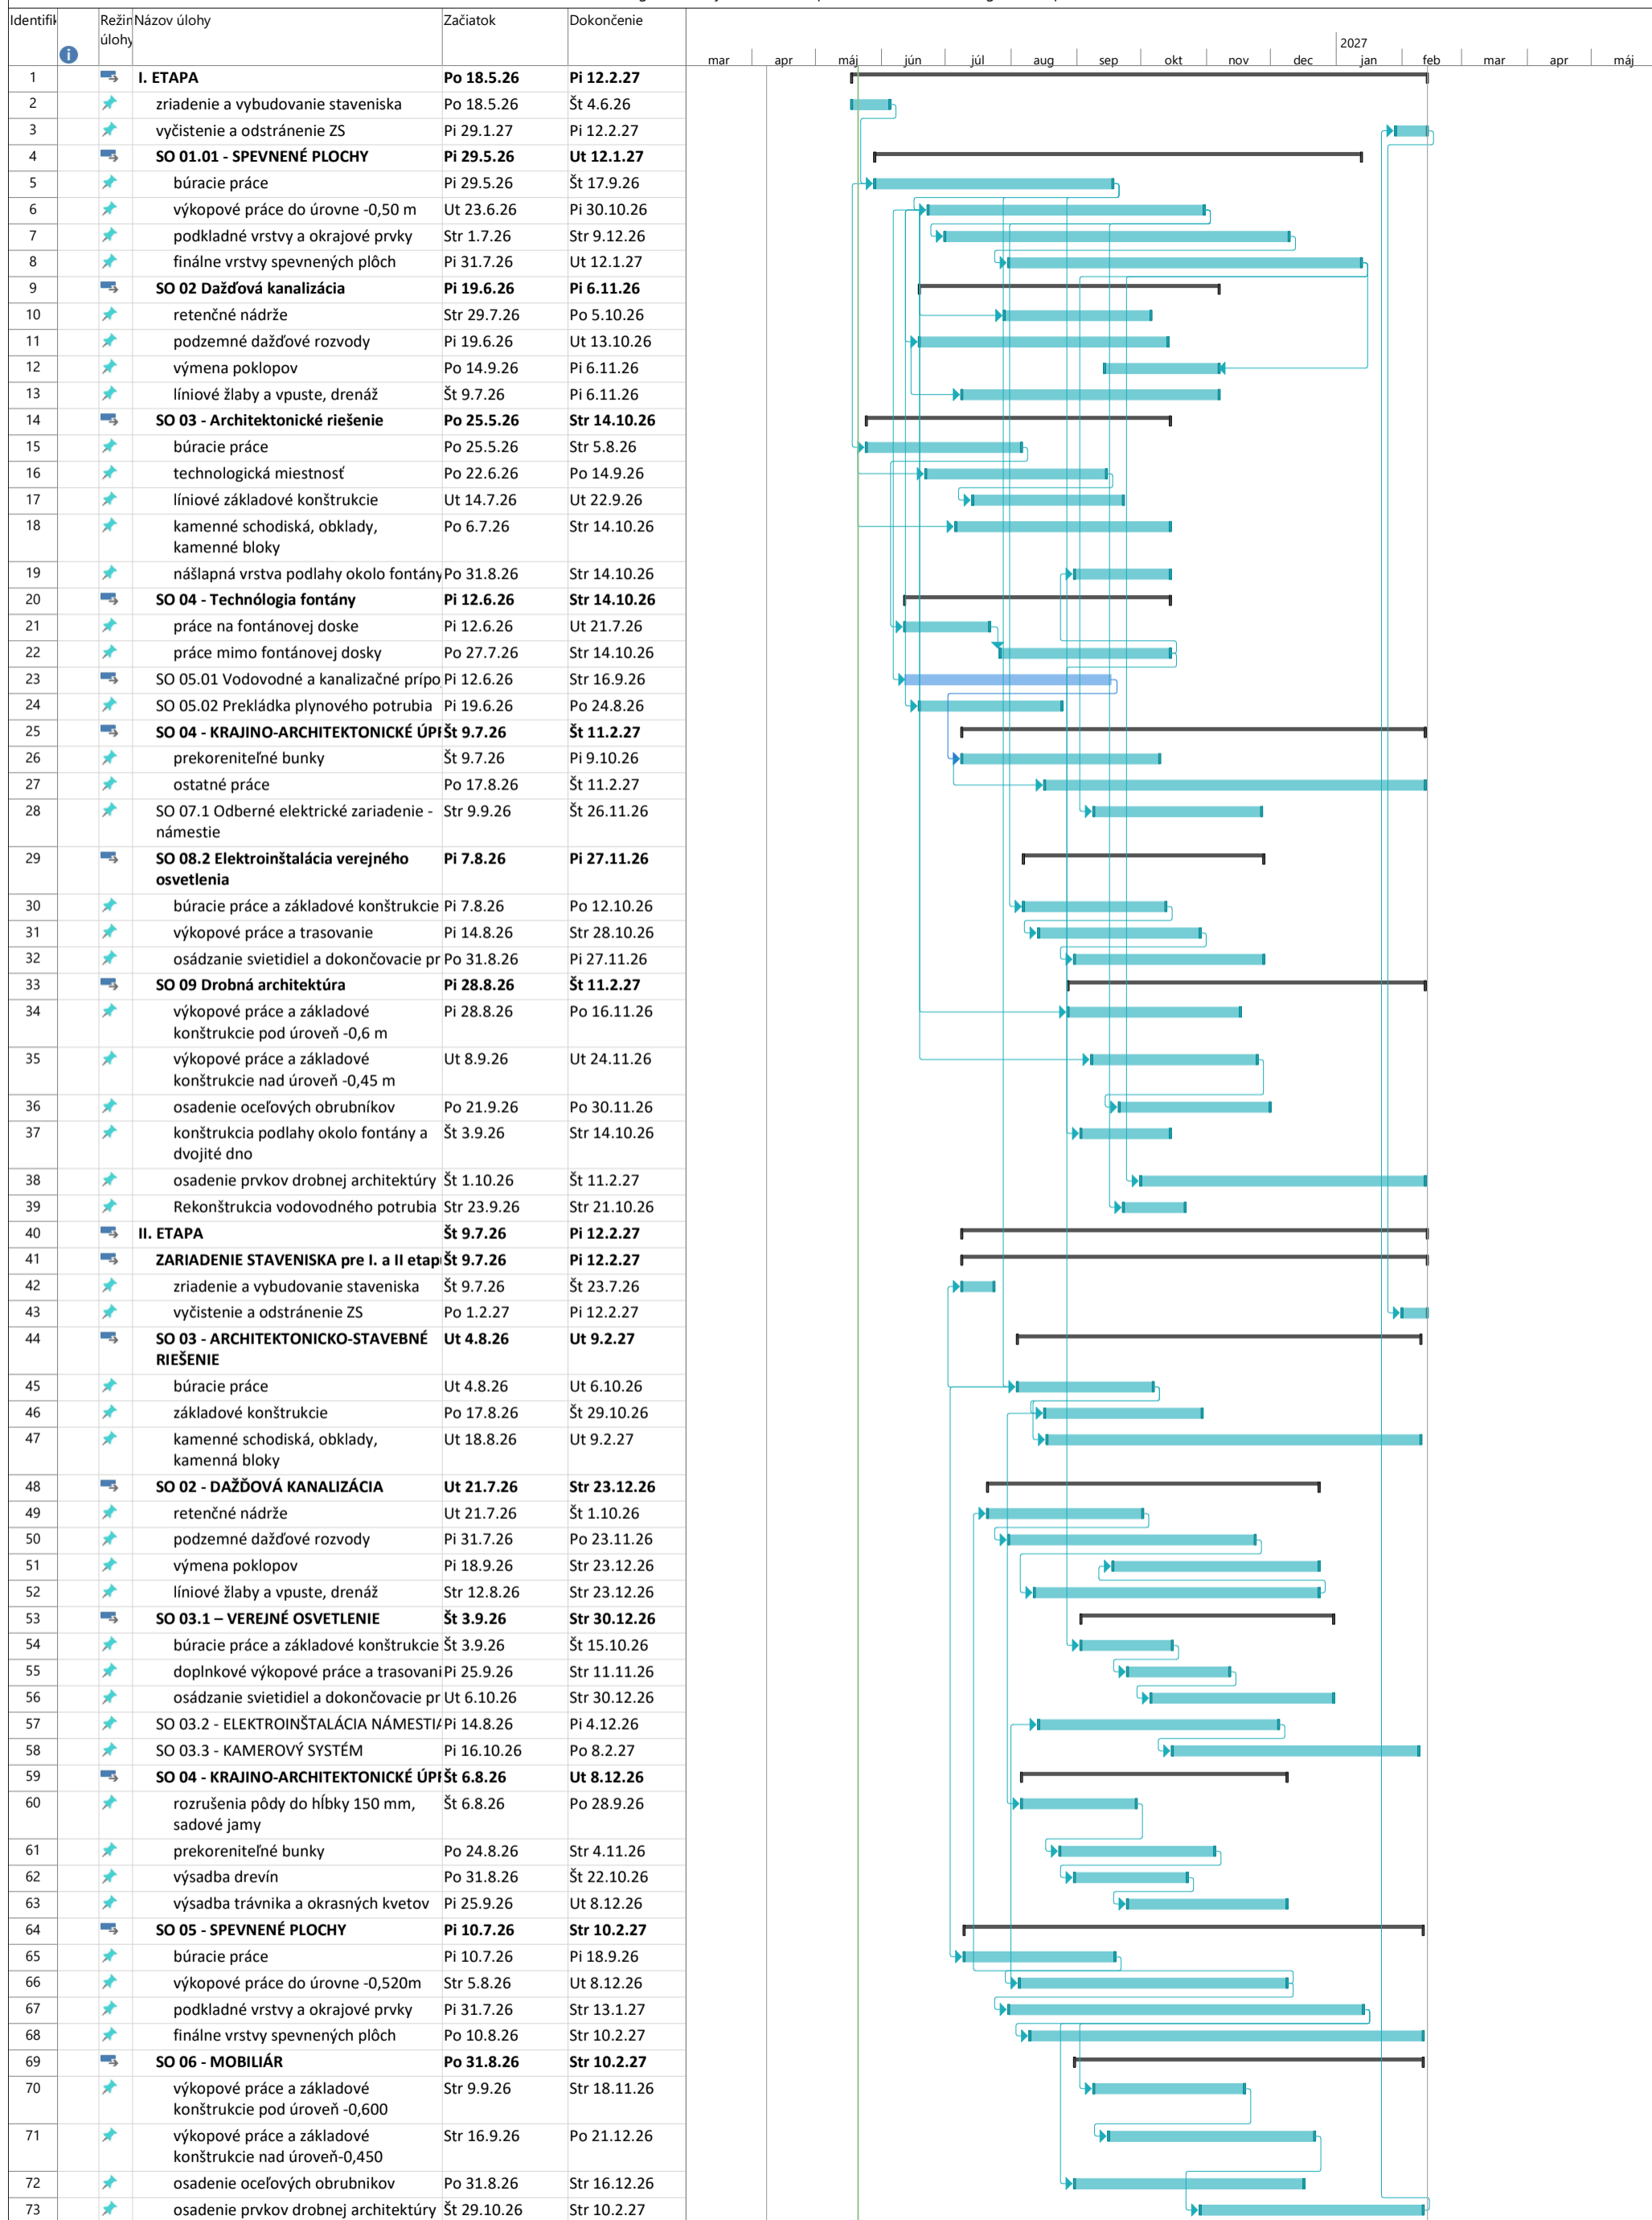 Identifi Režim Názov úlohy Začiatok Dokončenie
úlohy 2027
mar apr máj jún júl aug sep okt nov dec jan feb mar apr máj
1 I. ETAPA Po 18.5.26 Pi 12.2.27
2 zriadenie a vybudovanie staveniska Po 18.5.26 Št 4.6.26
3 vyčistenie a odstránenie ZS Pi 29.1.27 Pi 12.2.27
4 SO 01.01 - SPEVNENÉ PLOCHY Pi 29.5.26 Ut 12.1.27
5 búracie práce Pi 29.5.26 Št 17.9.26
6 výkopové práce do úrovne -0,50 m Ut 23.6.26 Pi 30.10.26
7 podkladné vrstvy a okrajové prvky Str 1.7.26 Str 9.12.26
8 finálne vrstvy spevnených plôch Pi 31.7.26 Ut 12.1.27
9 SO 02 Dažďová kanalizácia Pi 19.6.26 Pi 6.11.26
10 retenčné nádrže Str 29.7.26 Po 5.10.26
11 podzemné dažďové rozvody Pi 19.6.26 Ut 13.10.26
12 výmena poklopov Po 14.9.26 Pi 6.11.26
13 líniové žlaby a vpuste, drenáž Št 9.7.26 Pi 6.11.26
14 SO 03 - Architektonické riešenie Po 25.5.26 Str 14.10.26
15 búracie práce Po 25.5.26 Str 5.8.26
16 technologická miestnosť Po 22.6.26 Po 14.9.26
17 líniové základové konštrukcie Ut 14.7.26 Ut 22.9.26
18 kamenné schodiská, obklady, Po 6.7.26 Str 14.10.26
kamenné bloky
19 nášlapná vrstva podlahy okolo fontány Po 31.8.26 Str 14.10.26
20 SO 04 - Technológia fontány Pi 12.6.26 Str 14.10.26
21 práce na fontánovej doske Pi 12.6.26 Ut 21.7.26
22 práce mimo fontánovej dosky Po 27.7.26 Str 14.10.26
23 SO 05.01 Vodovodné a kanalizačné prípo Pi 12.6.26 Str 16.9.26
24 SO 05.02 Prekládka plynového potrubia Pi 19.6.26 Po 24.8.26
25 SO 04 - KRAJINO-ARCHITEKTONICKÉ ÚPR Št 9.7.26 Št 11.2.27
26 prekoreniteľné bunky Št 9.7.26 Pi 9.10.26
27 ostatné práce Po 17.8.26 Št 11.2.27
28 SO 07.1 Odberné elektrické zariadenie - Str 9.9.26 Št 26.11.26
námestie
29 SO 08.2 Elektroinštalácia verejného Pi 7.8.26 Pi 27.11.26
osvetlenia
30 búracie práce a základové konštrukcie Pi 7.8.26 Po 12.10.26
31 výkopové práce a trasovanie Pi 14.8.26 Str 28.10.26
32 osádzanie svietidiel a dokončovacie pr Po 31.8.26 Pi 27.11.26
33 SO 09 Drobná architektúra Pi 28.8.26 Št 11.2.27
34 výkopové práce a základové Pi 28.8.26 Po 16.11.26
konštrukcie pod úroveň -0,6 m
35 výkopové práce a základové Ut 8.9.26 Ut 24.11.26
konštrukcie nad úroveň -0,45 m
36 osadenie oceľových obrubníkov Po 21.9.26 Po 30.11.26
37 konštrukcia podlahy okolo fontány a Št 3.9.26 Str 14.10.26
dvojité dno
38 osadenie prvkov drobnej architektúry Št 1.10.26 Št 11.2.27
39 Rekonštrukcia vodovodného potrubia Str 23.9.26 Str 21.10.26
40 II. ETAPA Št 9.7.26 Pi 12.2.27
41 ZARIADENIE STAVENISKA pre I. a II etap Št 9.7.26 Pi 12.2.27
42 zriadenie a vybudovanie staveniska Št 9.7.26 Št 23.7.26
43 vyčistenie a odstránenie ZS Po 1.2.27 Pi 12.2.27
44 SO 03 - ARCHITEKTONICKO-STAVEBNÉ Ut 4.8.26 Ut 9.2.27
RIEŠENIE
45 búracie práce Ut 4.8.26 Ut 6.10.26
46 základové konštrukcie Po 17.8.26 Št 29.10.26
47 kamenné schodiská, obklady, Ut 18.8.26 Ut 9.2.27
kamenná bloky
48 SO 02 - DAŽĎOVÁ KANALIZÁCIA Ut 21.7.26 Str 23.12.26
49 retenčné nádrže Ut 21.7.26 Št 1.10.26
50 podzemné dažďové rozvody Pi 31.7.26 Po 23.11.26
51 výmena poklopov Pi 18.9.26 Str 23.12.26
52 líniové žlaby a vpuste, drenáž Str 12.8.26 Str 23.12.26
53 SO 03.1 – VEREJNÉ OSVETLENIE Št 3.9.26 Str 30.12.26
54 búracie práce a základové konštrukcie Št 3.9.26 Št 15.10.26
55 doplnkové výkopové práce a trasovani Pi 25.9.26 Str 11.11.26
56 osádzanie svietidiel a dokončovacie pr Ut 6.10.26 Str 30.12.26
57 SO 03.2 - ELEKTROINŠTALÁCIA NÁMESTIA Pi 14.8.26 Pi 4.12.26
58 SO 03.3 - KAMEROVÝ SYSTÉM Pi 16.10.26 Po 8.2.27
59 SO 04 - KRAJINO-ARCHITEKTONICKÉ ÚPR Št 6.8.26 Ut 8.12.26
60 rozrušenia pôdy do hĺbky 150 mm, Št 6.8.26 Po 28.9.26
sadové jamy
61 prekoreniteľné bunky Po 24.8.26 Str 4.11.26
62 výsadba drevín Po 31.8.26 Št 22.10.26
63 výsadba trávnika a okrasných kvetov Pi 25.9.26 Ut 8.12.26
64 SO 05 - SPEVNENÉ PLOCHY Pi 10.7.26 Str 10.2.27
65 búracie práce Pi 10.7.26 Pi 18.9.26
66 výkopové práce do úrovne -0,520m Str 5.8.26 Ut 8.12.26
67 podkladné vrstvy a okrajové prvky Pi 31.7.26 Str 13.1.27
68 finálne vrstvy spevnených plôch Po 10.8.26 Str 10.2.27
69 SO 06 - MOBILIÁR Po 31.8.26 Str 10.2.27
70 výkopové práce a základové Str 9.9.26 Str 18.11.26
konštrukcie pod úroveň -0,600
71 výkopové práce a základové Str 16.9.26 Po 21.12.26
konštrukcie nad úroveň-0,450
72 osadenie oceľových obrubnikov Po 31.8.26 Str 16.12.26
73 osadenie prvkov drobnej architektúry Št 29.10.26 Str 10.2.27